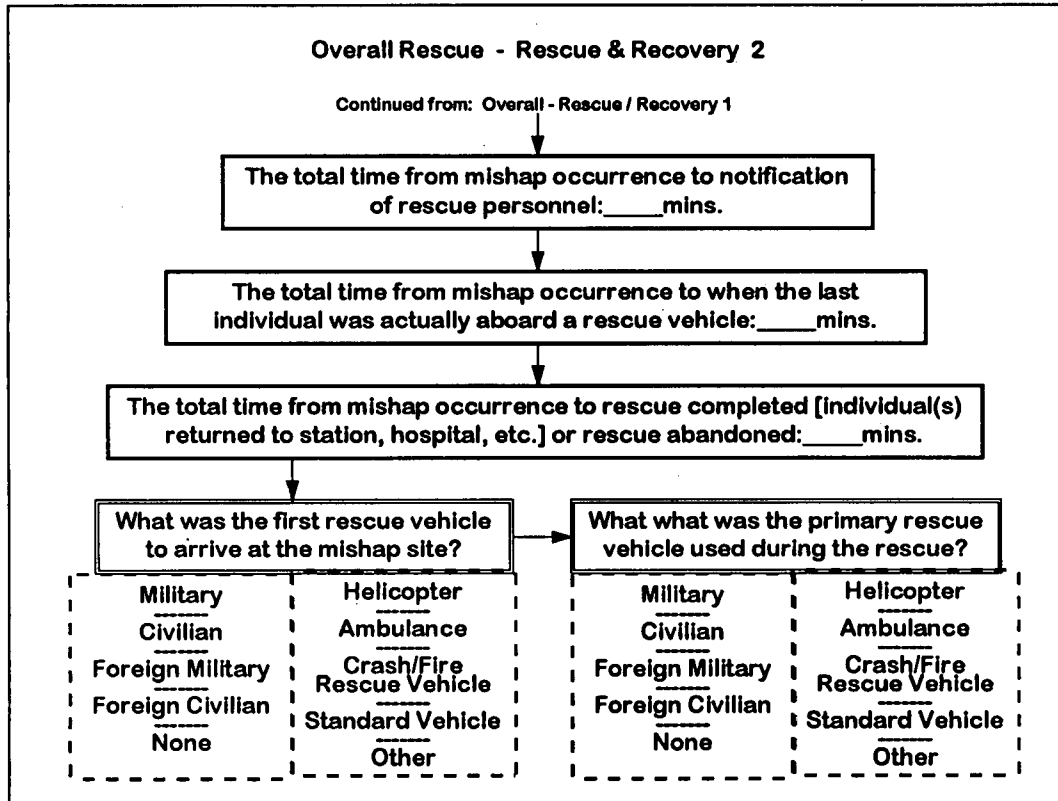 Overall Rescue - Rescue & Recovery 2
Continued from: Overall - Rescue / Recovery 1
The total time from mishap occurrence to notification
of rescue personnel:_____mins.
The total time from mishap occurrence to when the last
individual was actually aboard a rescue vehicle:_____mins.
The total time from mishap occurrence to rescue completed [individual(s)
returned to station, hospital, etc.] or rescue abandoned:_____mins.
What was the first rescue vehicle
to arrive at the mishap site?
Military
Civilian
Foreign Military
Foreign Civilian
None
Helicopter
Ambulance
Crash/Fire
Rescue Vehicle
Standard Vehicle
Other
What what was the primary rescue
vehicle used during the rescue?
Military
Civilian
Foreign Military
Foreign Civilian
None
Helicopter
Ambulance
Crash/Fire
Rescue Vehicle
Standard Vehicle
Other